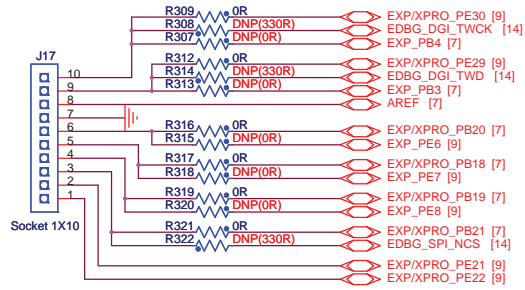 R309 0R EXP/XPRO_PE30 [9]
R308 DNP(330R) EDBG_DGI_TWCK [14]
R307 DNP(0R) EXP_PB4 [7]
J17
R312 0R EXP/XPRO_PE29 [9]
10 R314 DNP(330R) EDBG_DGI_TWD [14]
9 R313 DNP(0R) EXP_PB3 [7]
8 AREF [7]
7
6 R316 0R EXP/XPRO_PB20 [7]
5 R315 DNP(0R) EXP_PE6 [9]
4 R317 0R EXP/XPRO_PB18 [7]
3 R318 DNP(0R) EXP_PE7 [9]
2 R319 0R EXP/XPRO_PB19 [7]
1 R320 DNP(0R) EXP_PE8 [9]
Socket 1X10 R321 0R EXP/XPRO_PB21 [7]
R322 DNP(330R) EDBG_SPI_NCS [14]
EXP/XPRO_PE21 [9]
EXP/XPRO_PE22 [9]